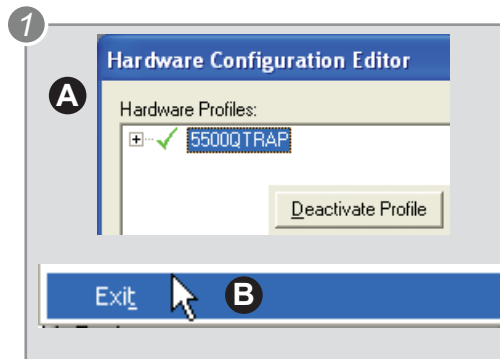 1
A
Hardware Configuration Editor
Hardware Profiles:
5500QTRAP
Deactivate Profile
Exit
B